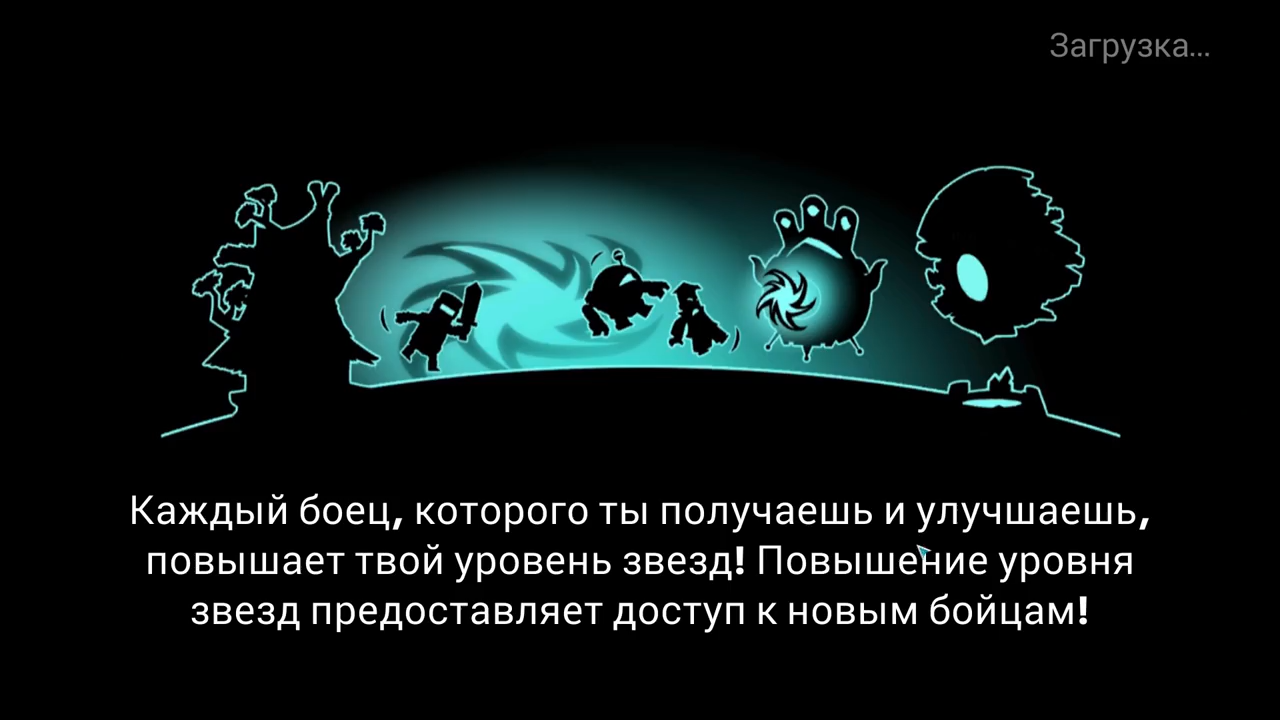 Загрузка...
Каждый боец, которого ты получаешь и улучшаешь,
повышает твой уровень звезд! Повышение уровня
звезд предоставляет доступ к новым бойцам!